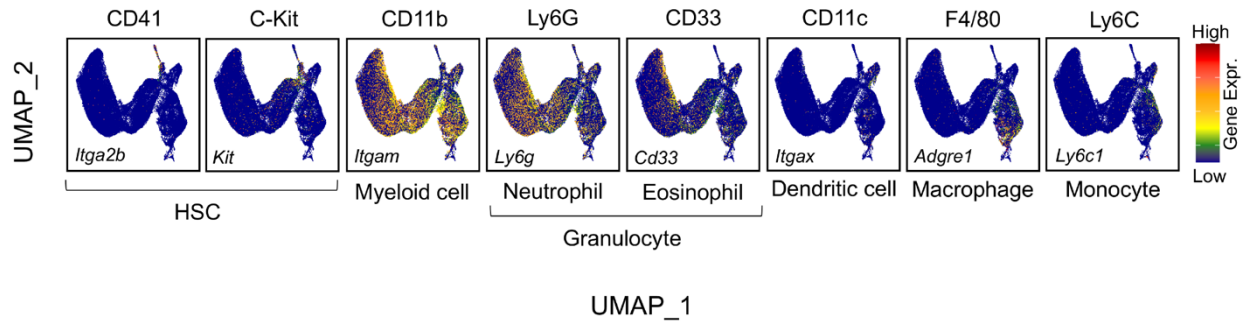 CD41 C-Kit CD11b Ly6G CD33 CD11c F4/80 Ly6C
High
UMAP_2
Gene Expr.
Itga2b Kit Itgam Ly6g Cd33 Itgax Adgre1 Ly6c1
Low
Myeloid cell Neutrophil Eosinophil Dendritic cell Macrophage Monocyte
HSC
Granulocyte
UMAP_1